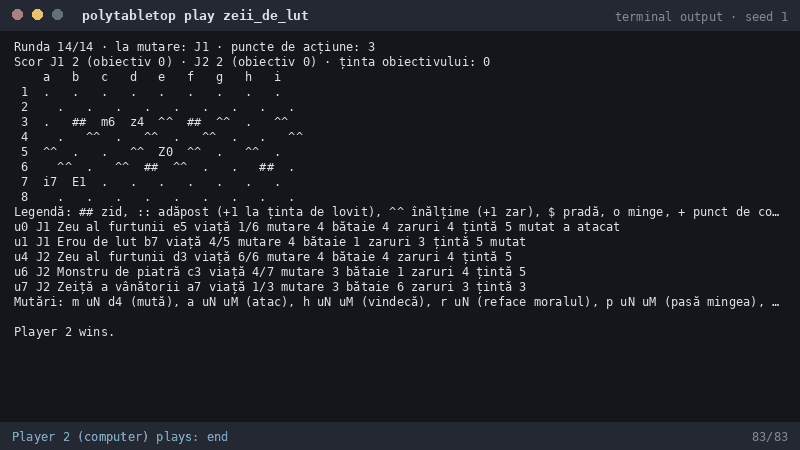 polytabletop play zeii_de_lut
terminal output · seed 1
Runda 14/14 · la mutare: J1 · puncte de acțiune: 3
Scor J1 2 (obiectiv 0) · J2 2 (obiectiv 0) · ținta obiectivului: 0
a b c d e f g h i
1 . . . . . . . . .
2 . . . . . . . . .
3 . ## m6 z4 ^^ ## ^^ . ^^
4 . ^^ . ^^ . ^^ . . ^^
5 ^^ . . ^^ Z0 ^^ . ^^ .
6 ^^ . ^^ ## ^^ . . ## .
7 i7 E1 . . . . . . .
8 . . . . . . . . .
Legendă: ## zid, :: adăpost (+1 la ținta de lovit), ^^ înălțime (+1 zar), $ pradă, o minge, + punct de co…
u0 J1 Zeu al furtunii e5 viață 1/6 mutare 4 bătaie 4 zaruri 4 țintă 5 mutat a atacat
u1 J1 Erou de lut b7 viață 4/5 mutare 4 bătaie 1 zaruri 3 țintă 5 mutat
u4 J2 Zeu al furtunii d3 viață 6/6 mutare 4 bătaie 4 zaruri 4 țintă 5
u6 J2 Monstru de piatră c3 viață 4/7 mutare 3 bătaie 1 zaruri 4 țintă 5
u7 J2 Zeiță a vânătorii a7 viață 1/3 mutare 3 bătaie 6 zaruri 3 țintă 3
Mutări: m uN d4 (mută), a uN uM (atac), h uN uM (vindecă), r uN (reface moralul), p uN uM (pasă mingea), …
Player 2 wins.
Player 2 (computer) plays: end
83/83